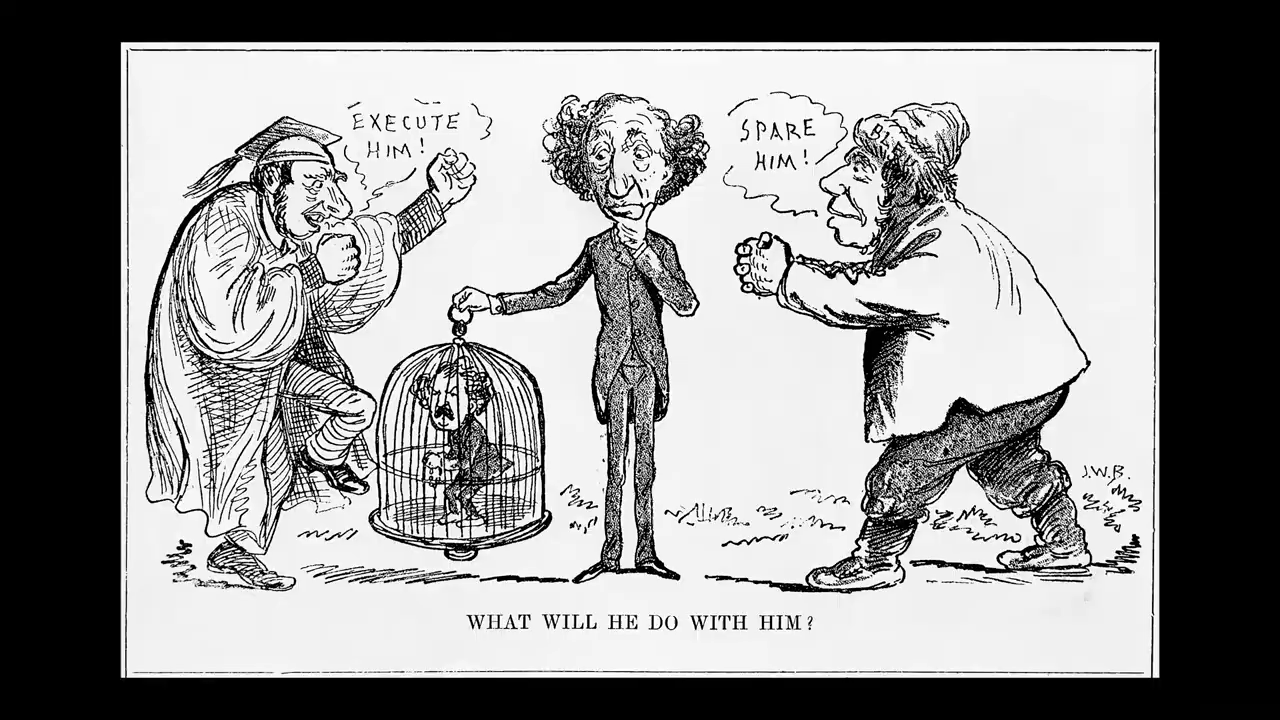 EXECUTE
HIM!
SPARE
HIM!
J.W.B.
WHAT WILL HE DO WITH HIM?